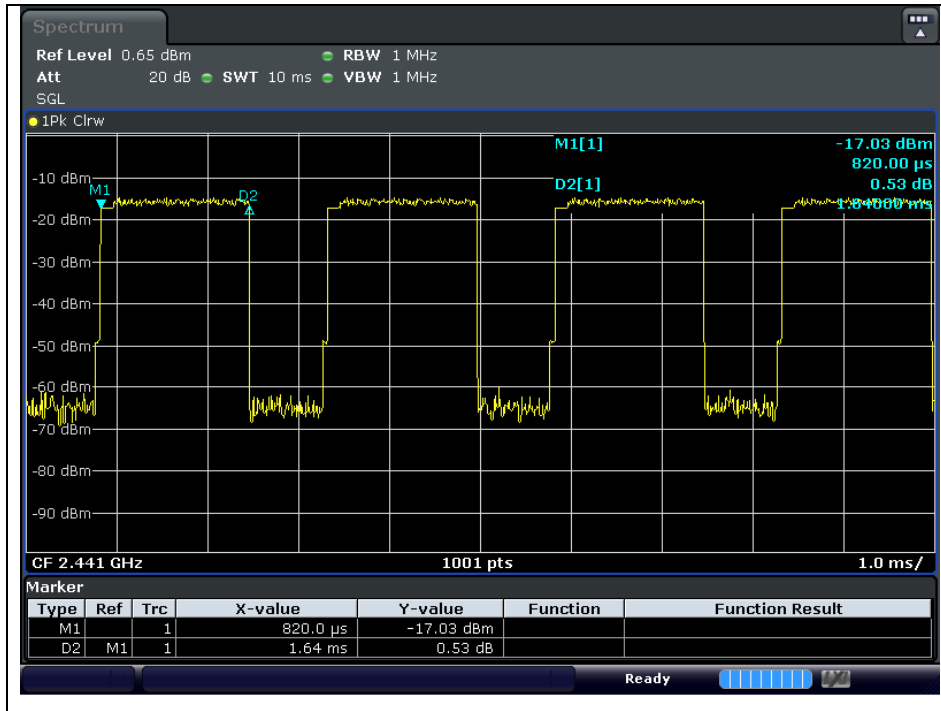 Spectrum
Ref Level 0.65 dBm RBW 1 MHz
Att 20 dB SWT 10 ms VBW 1 MHz
SGL
1Pk Clrw
M1[1] -17.03 dBm
820.00 µs
D2[1] 0.53 dB
1.64000 ms
M1
D2
-10 dBm
-20 dBm
-30 dBm
-40 dBm
-50 dBm
-60 dBm
-70 dBm
-80 dBm
-90 dBm
CF 2.441 GHz 1001 pts 1.0 ms/
Marker
Type Ref Trc X-value Y-value Function Function Result
M1 1 820.0 µs -17.03 dBm
D2 M1 1 1.64 ms 0.53 dB
Ready